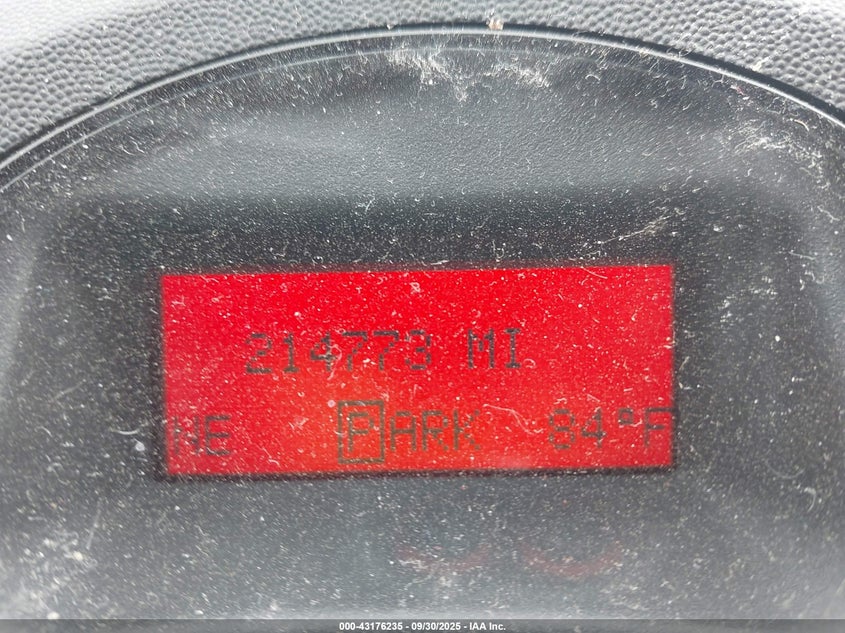 214773 MI
NE PARK 84°F
000-43176235 - 09/30/2025 - IAA Inc.